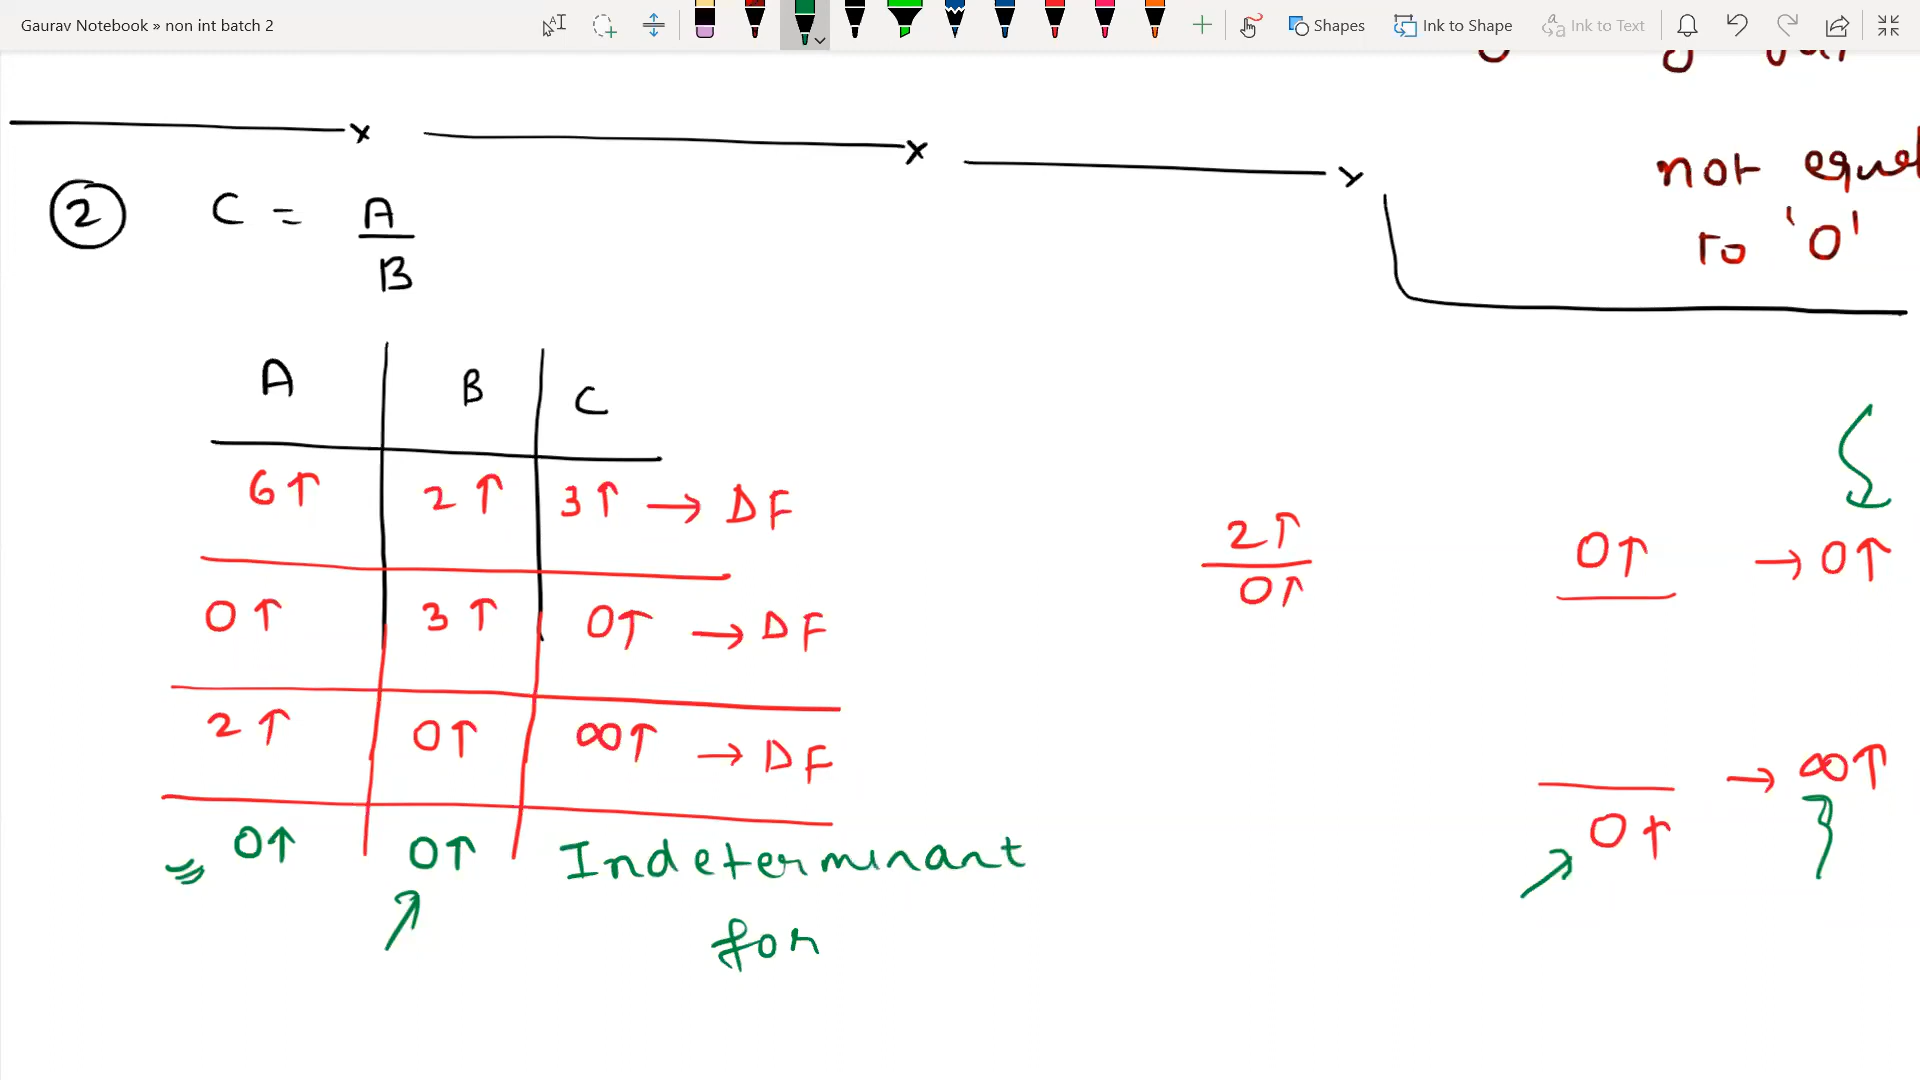 Gaurav Notebook » non int batch 2
Shapes
Ink to Shape
Ink to Text
not equal
to '0'
② C = A
B
A B C
6↑ 2↑ 3↑ → DF
0↑ 3↑ 0↑ → DF
2↑ 0↑ ∞↑ → DF
0↑ 0↑ Indeterminant
for
2↑
0↑
0↑ → 0↑
→ ∞↑
0↑